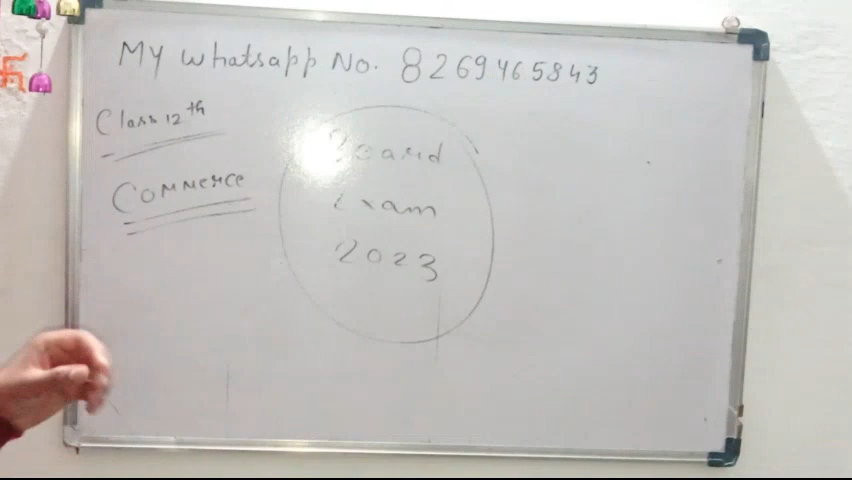 My Whatsapp No. 8269465843
Class 12th
Commerce
Board
Exam
2023